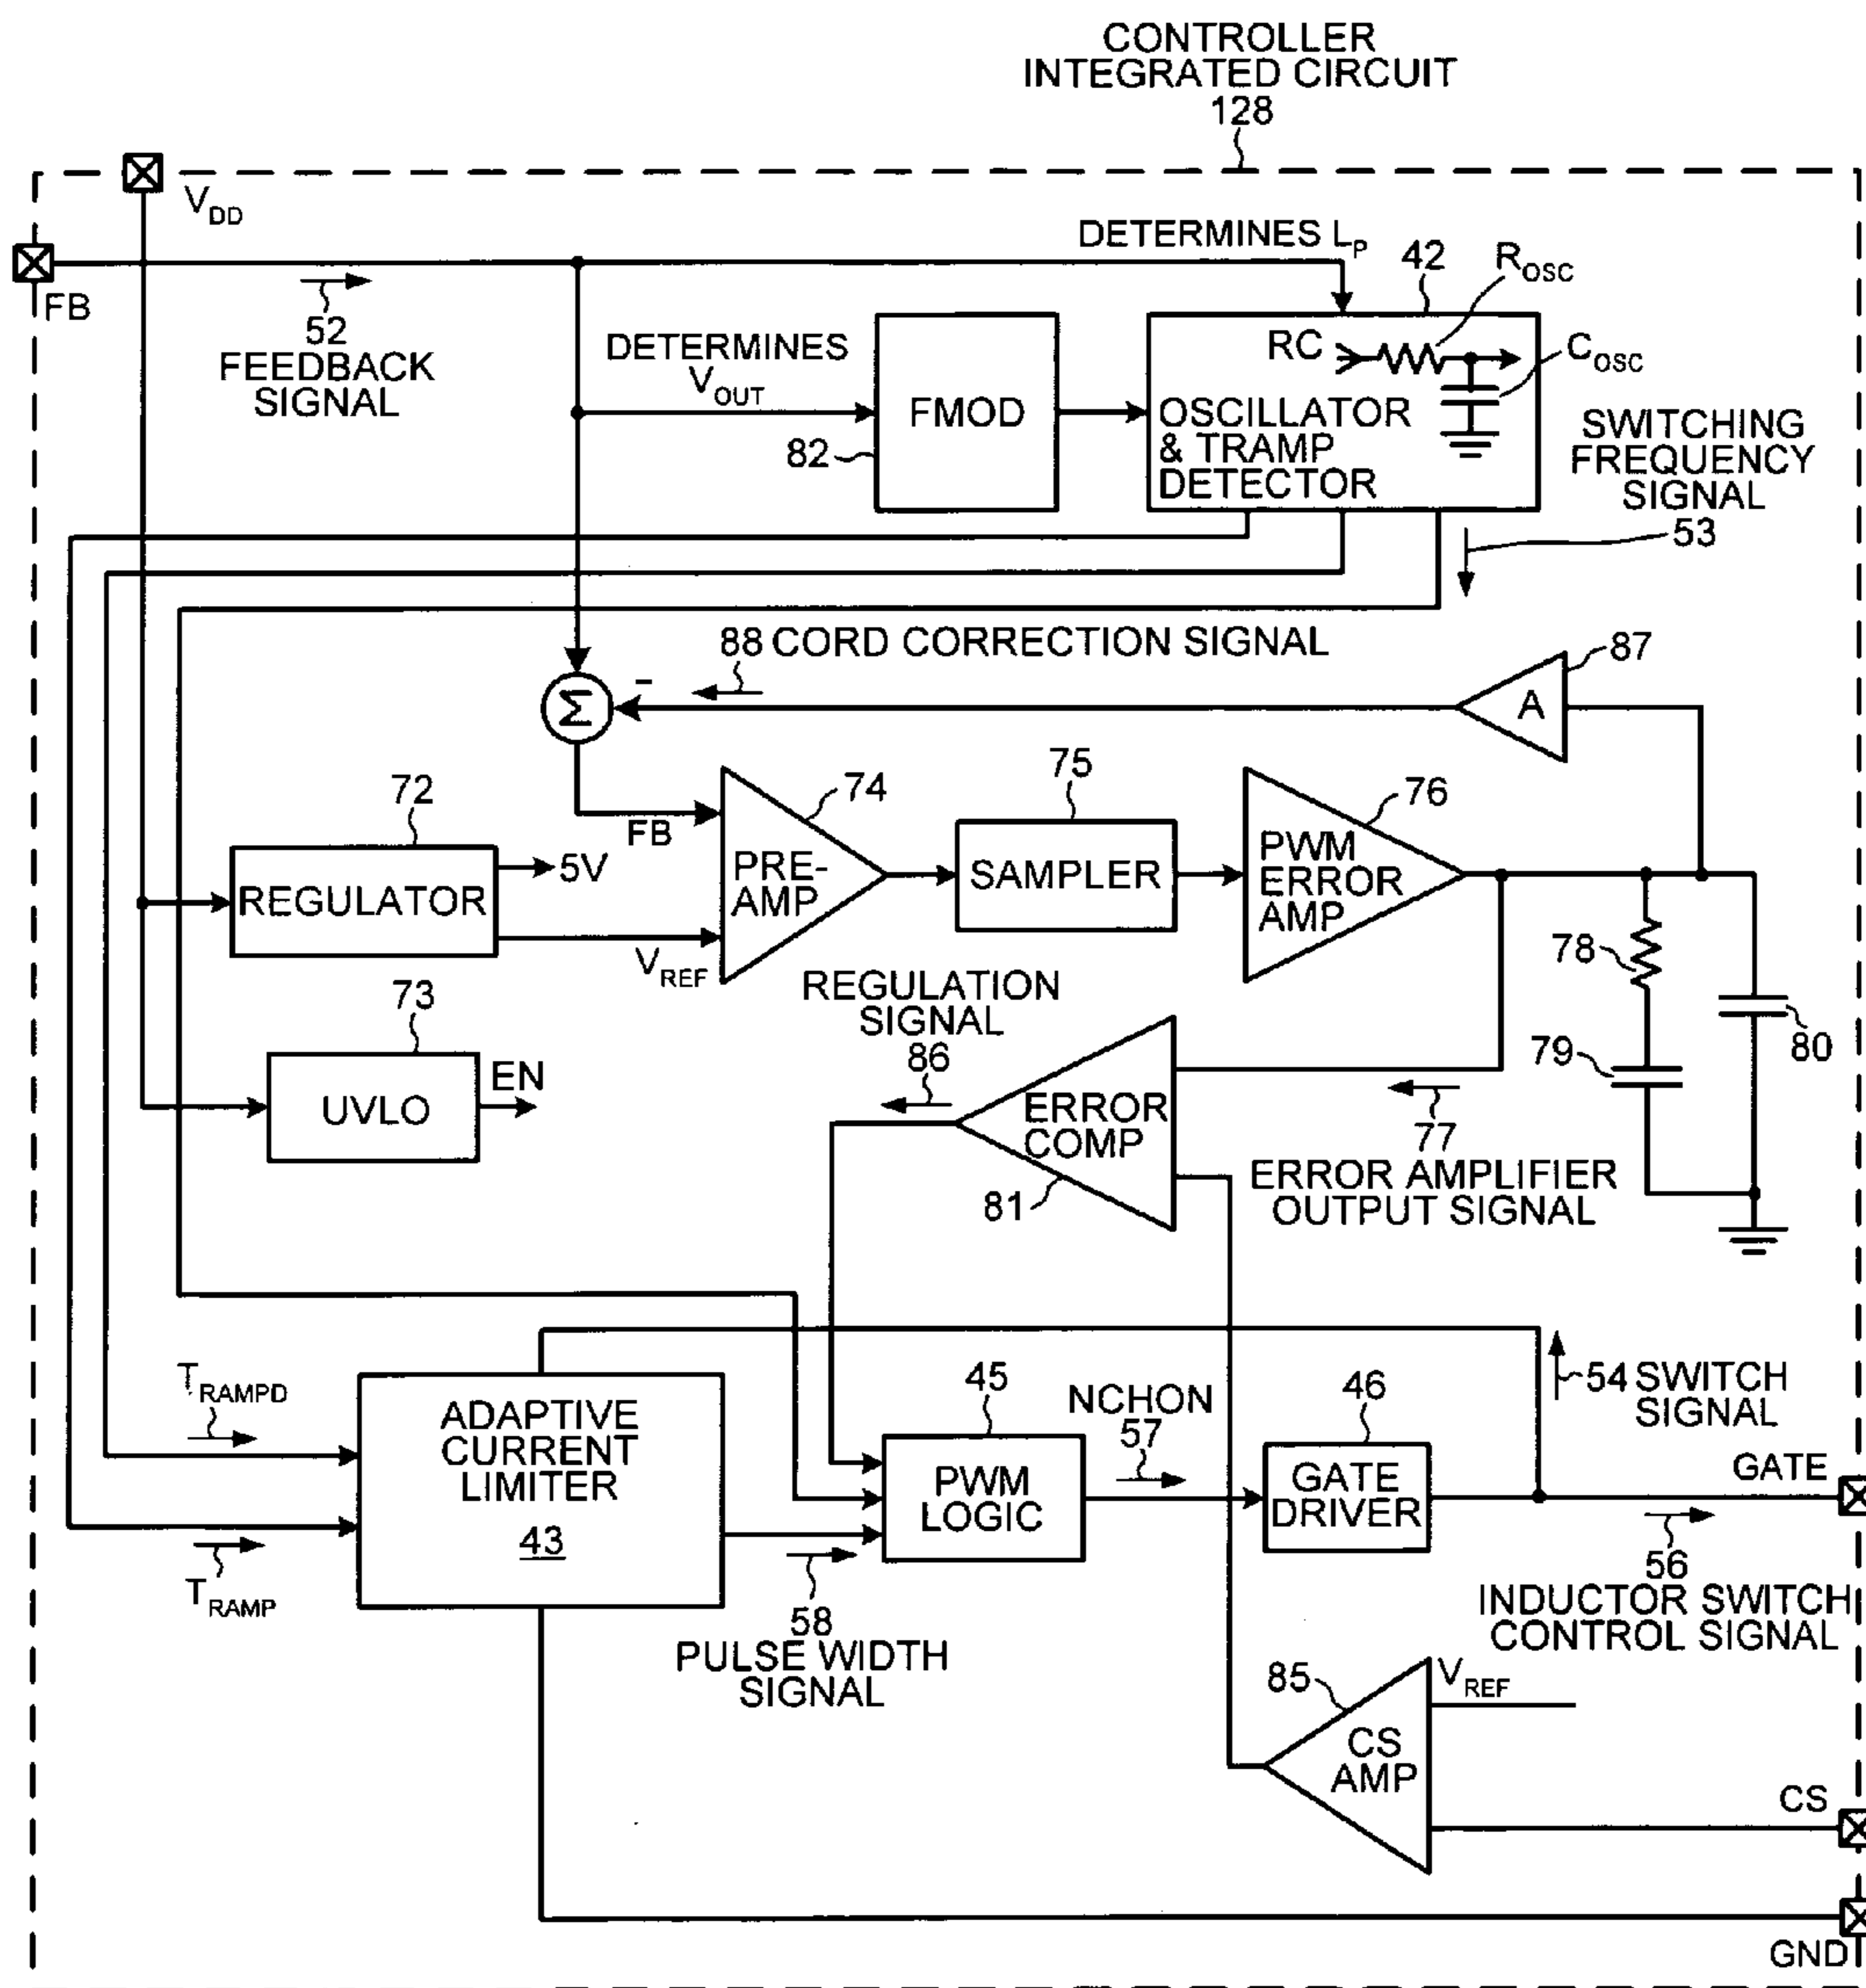 CONTROLLER
INTEGRATED CIRCUIT
128
VDD
FB
52
FEEDBACK
SIGNAL
DETERMINES LP
DETERMINES
VOUT
82
FMOD
42
ROSC
RC
COSC
OSCILLATOR
& TRAMP
DETECTOR
SWITCHING
FREQUENCY
SIGNAL
53
88 CORD CORRECTION SIGNAL
87
A
-
Σ
72
REGULATOR
5V
FB
VREF
74
PRE-
AMP
75
SAMPLER
76
PWM
ERROR
AMP
78
79
80
73
UVLO
EN
REGULATION
SIGNAL
86
ERROR
COMP
81
77
ERROR AMPLIFIER
OUTPUT SIGNAL
TRAMPD
TRAMP
ADAPTIVE
CURRENT
LIMITER
43
58
PULSE WIDTH
SIGNAL
45
PWM
LOGIC
NCHON
57
46
GATE
DRIVER
54 SWITCH
SIGNAL
GATE
56
INDUCTOR SWITCH
CONTROL SIGNAL
85
VREF
CS
AMP
CS
GND